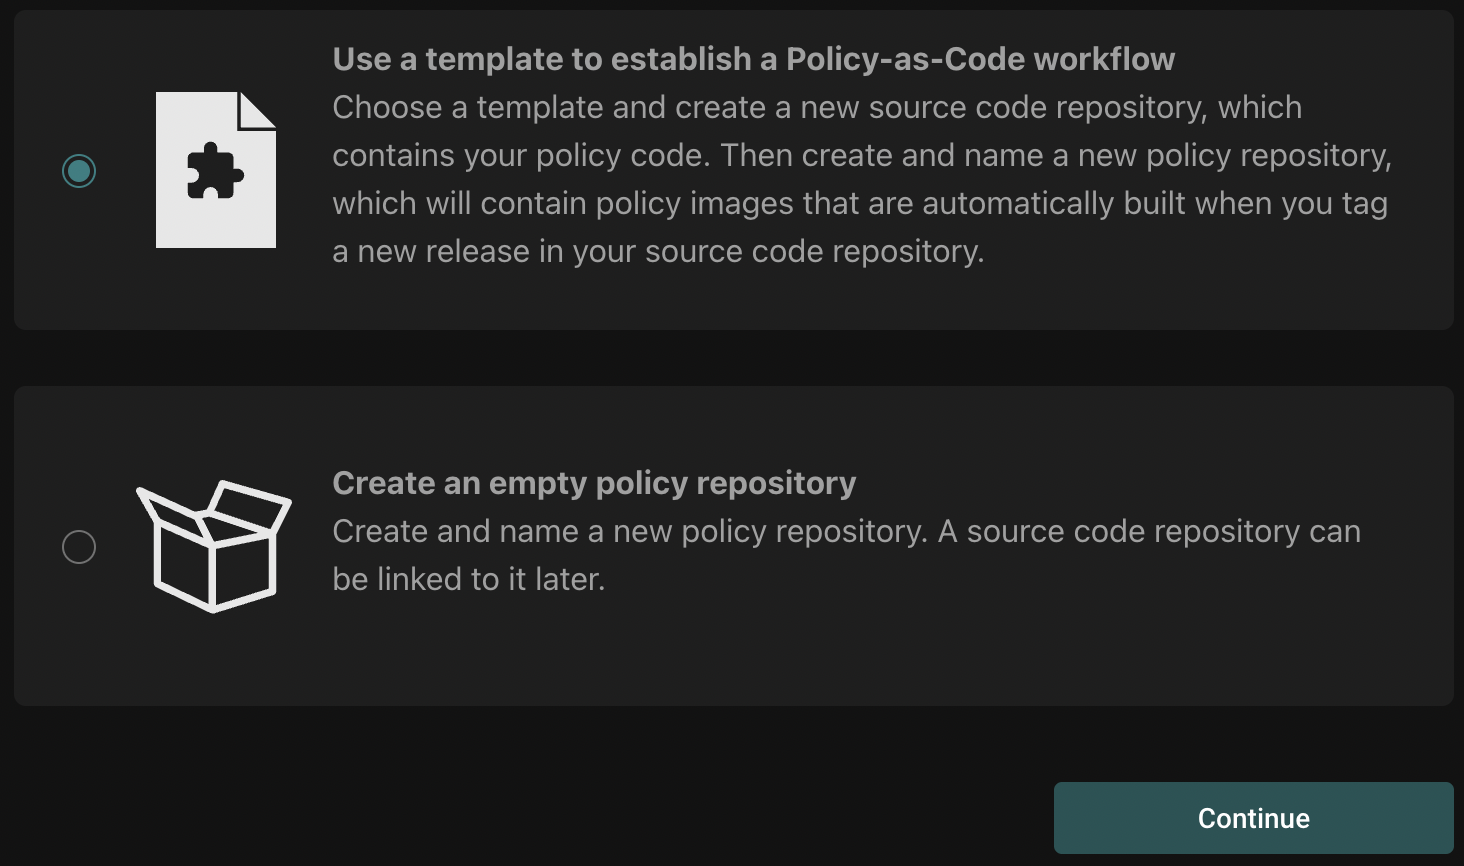 Use a template to establish a Policy-as-Code workflow
Choose a template and create a new source code repository, which
contains your policy code. Then create and name a new policy repository,
which will contain policy images that are automatically built when you tag
a new release in your source code repository.
Create an empty policy repository
Create and name a new policy repository. A source code repository can
be linked to it later.
Continue